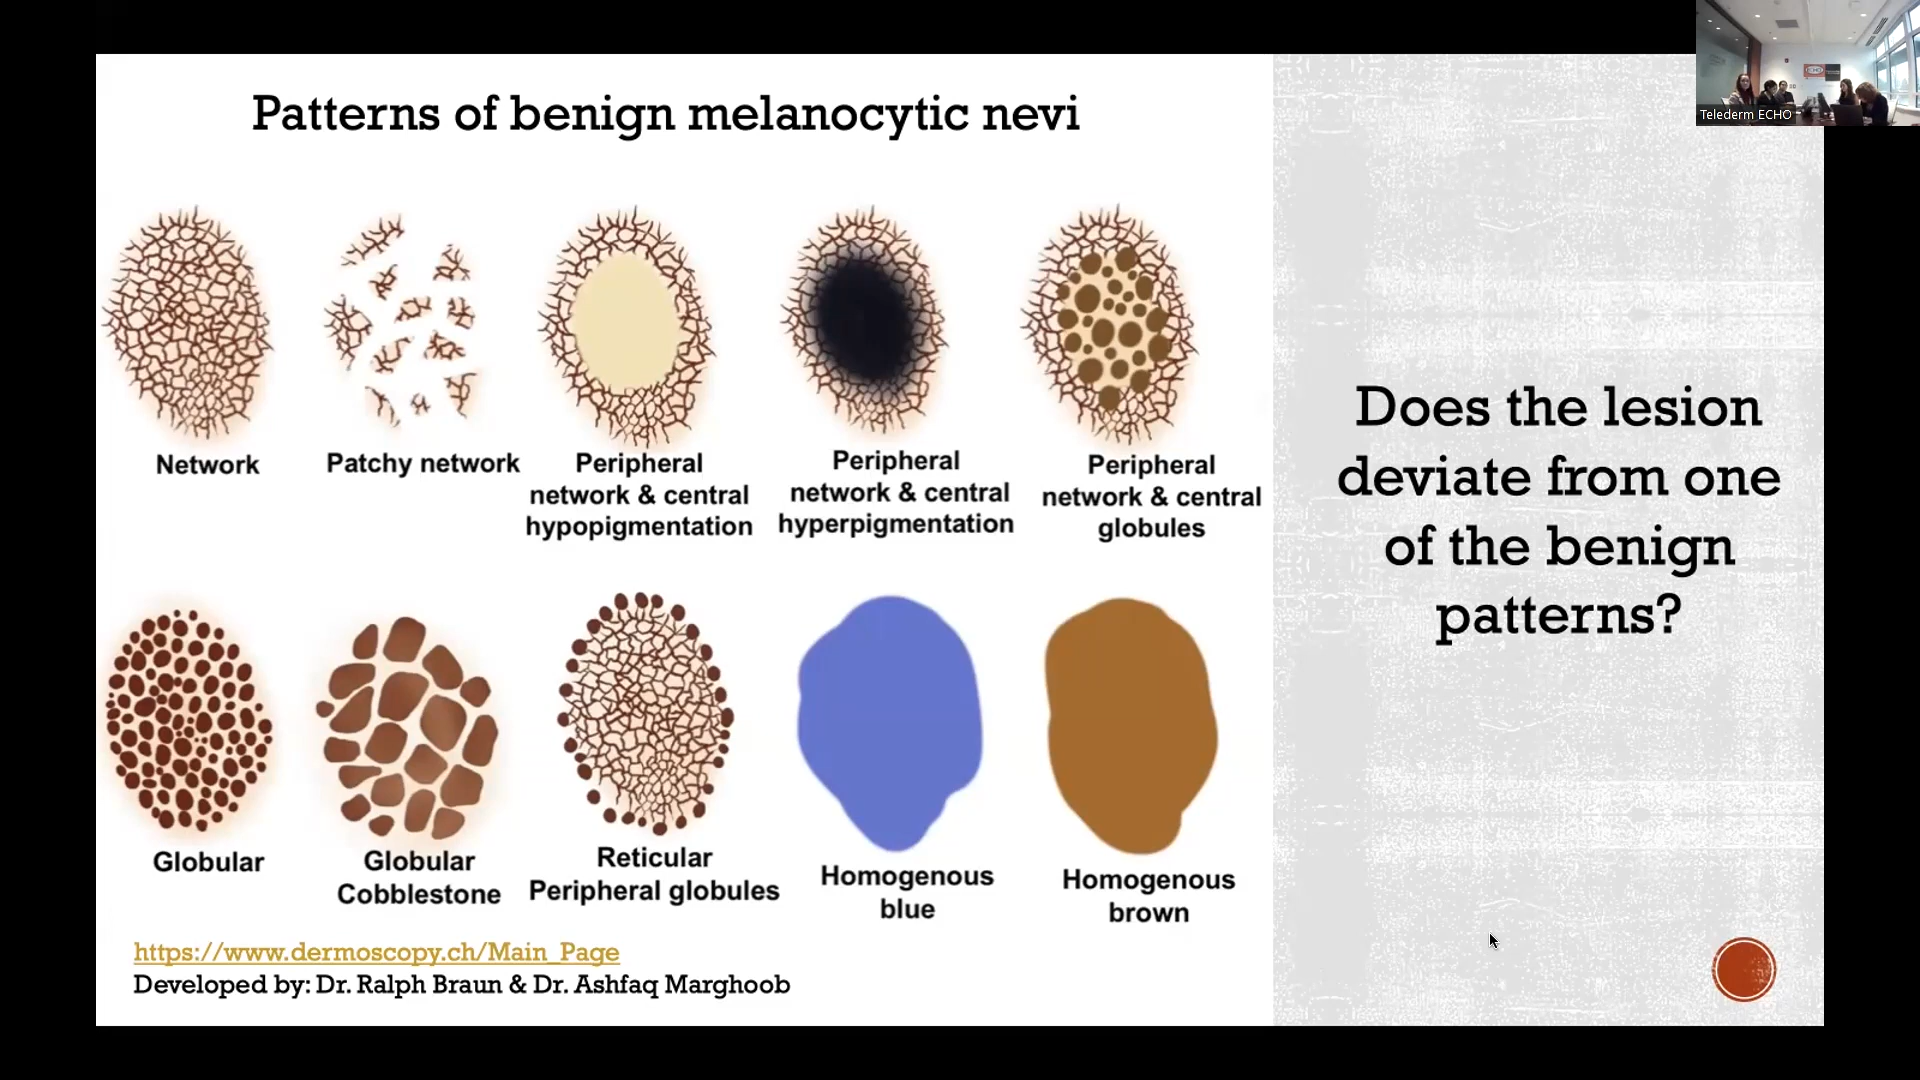 Patterns of benign melanocytic nevi
Telederm ECHO
Network
Patchy network
Peripheral
network & central
hypopigmentation
Peripheral
network & central
hyperpigmentation
Peripheral
network & central
globules
Globular
Globular
Cobblestone
Reticular
Peripheral globules
Homogenous
blue
Homogenous
brown
https://www.dermoscopy.ch/Main_Page
Developed by: Dr. Ralph Braun & Dr. Ashfaq Marghoob
Does the lesion
deviate from one
of the benign
patterns?